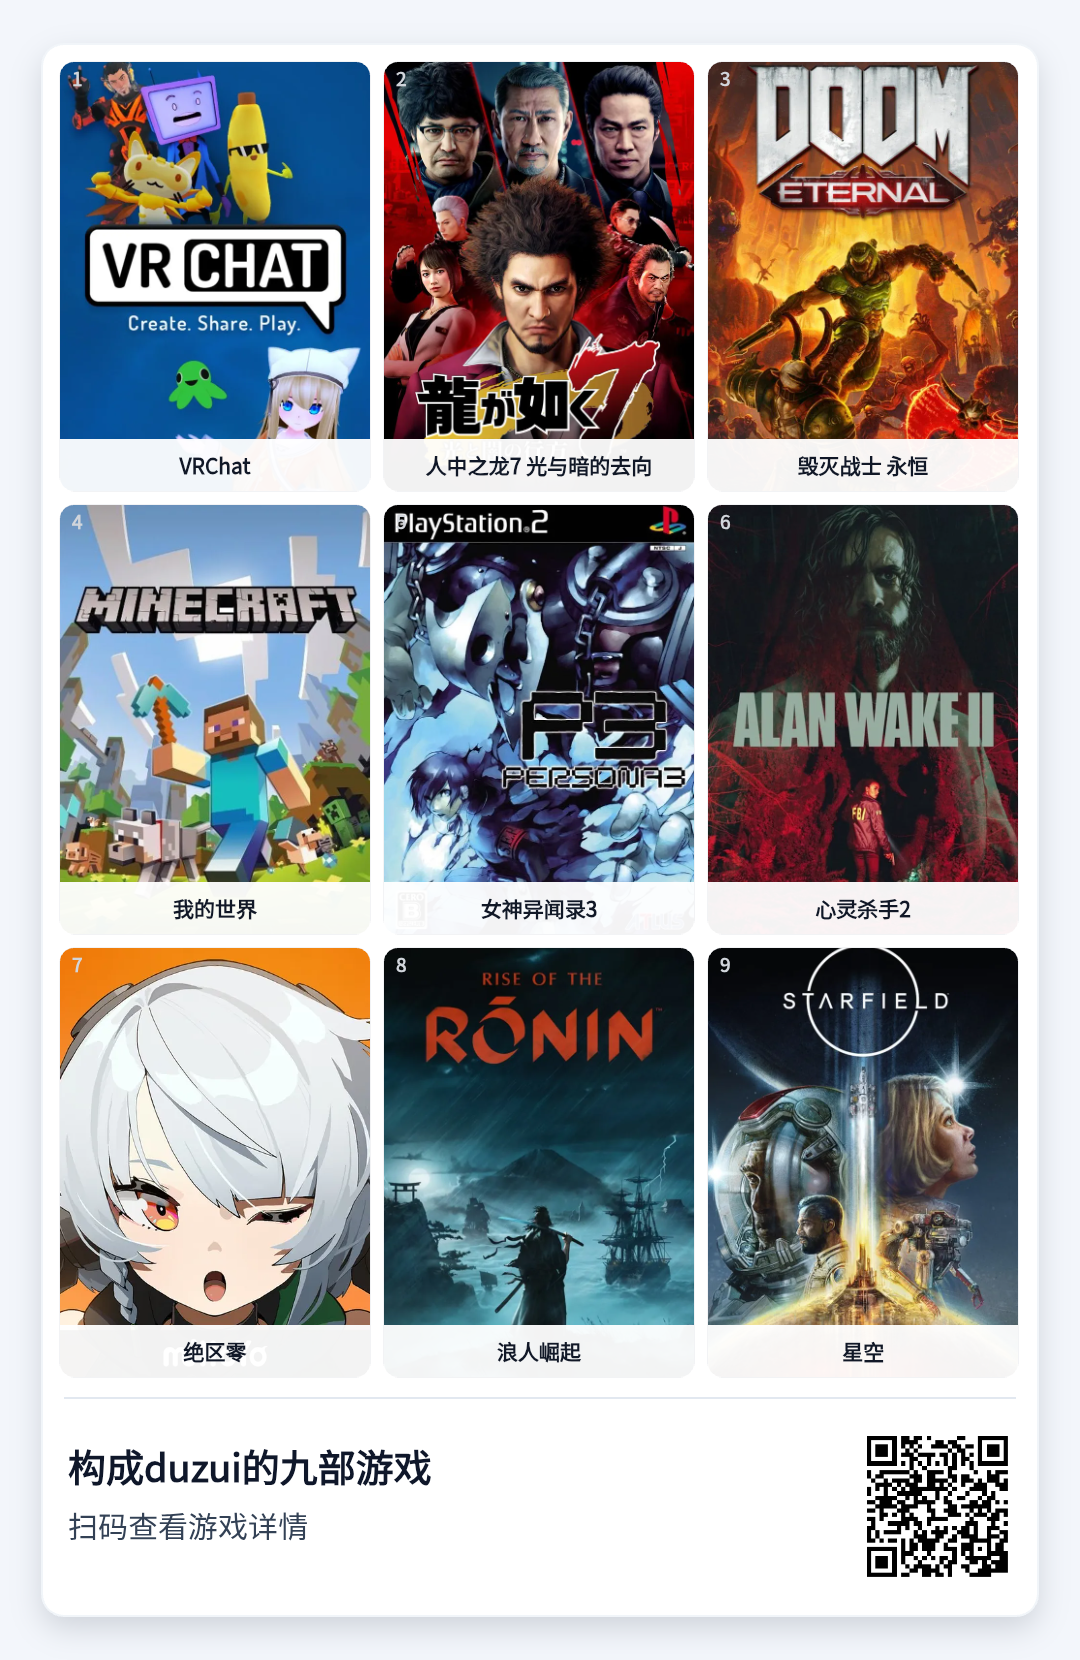 1
VR CHAT
Create. Share. Play.
VRChat
2
龍が如く7
人中之龙7 光与暗的去向
3
DOOM
ETERNAL
毁灭战士 永恒
4
MINECRAFT
我的世界
5
PlayStation®2
NTSC J
P3
PERSONA3
B
女神异闻录3
6
ALAN WAKE II
FBI
心灵杀手2
7
绝区零
8
RISE OF THE
RŌNIN™
浪人崛起
9
STARFIELD
星空
构成duzui的九部游戏
扫码查看游戏详情